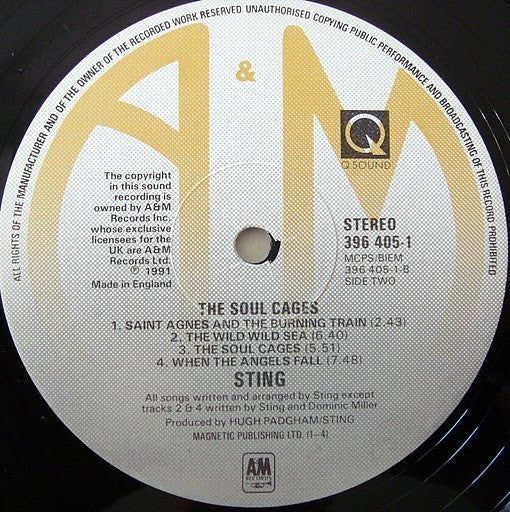 ALL RIGHTS OF THE MANUFACTURER AND OF THE OWNER OF THE RECORDED WORK RESERVED UNAUTHORISED COPYING PUBLIC PERFORMANCE AND BROADCASTING OF THIS RECORD PROHIBITED
A & M
Q
Q SOUND
The copyright
in this sound
recording is
owned by A&M
Records Inc.
whose exclusive
licensees for the
UK are A&M
Records Ltd.
℗ 1991
Made in England
STEREO
396 405-1
MCPS/BIEM
396 405-1-B
SIDE TWO
THE SOUL CAGES
1. SAINT AGNES AND THE BURNING TRAIN (2.43)
2. THE WILD WILD SEA (6.40)
3. THE SOUL CAGES (5.51)
4. WHEN THE ANGELS FALL (7.48)
STING
All songs written and arranged by Sting except
tracks 2 & 4 written by Sting and Dominic Miller
Produced by HUGH PADGHAM/STING
MAGNETIC PUBLISHING LTD. (1–4)
AM
RECORDS